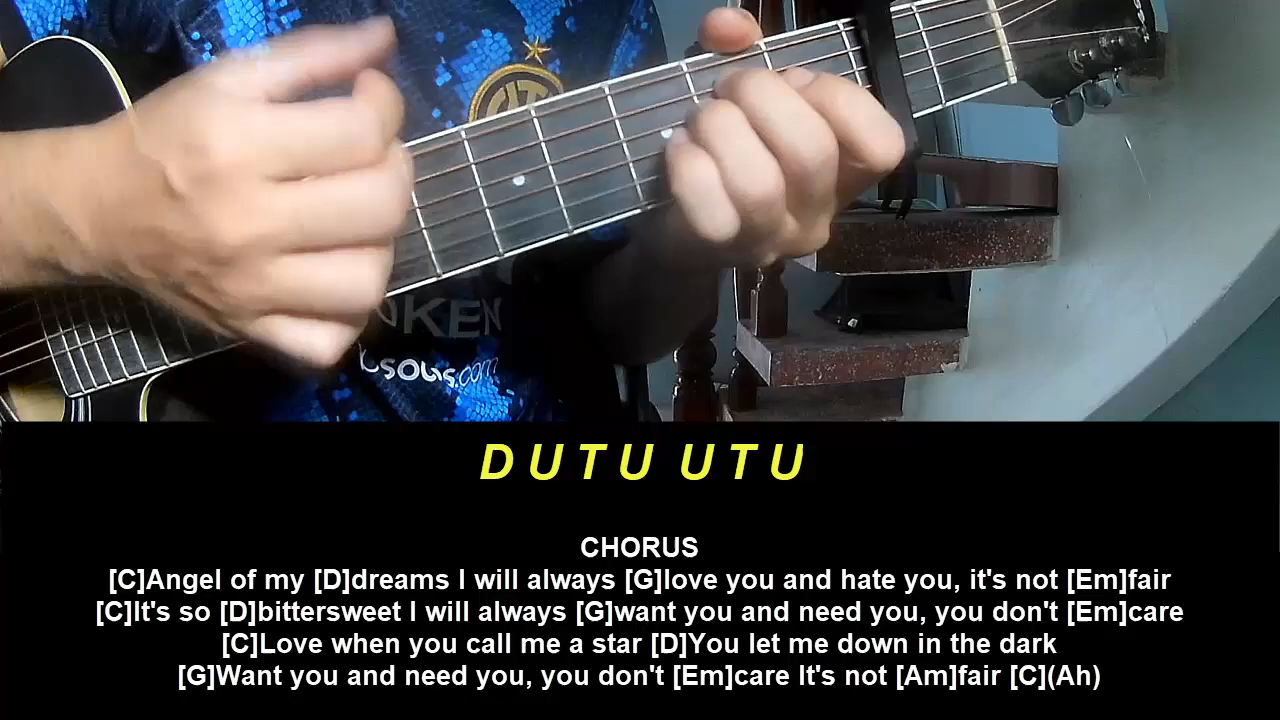 KEN
sous.com
D U T U U T U
CHORUS
[C]Angel of my [D]dreams I will always [G]love you and hate you, it's not [Em]fair
[C]It's so [D]bittersweet I will always [G]want you and need you, you don't [Em]care
[C]Love when you call me a star [D]You let me down in the dark
[G]Want you and need you, you don't [Em]care It's not [Am]fair [C](Ah)